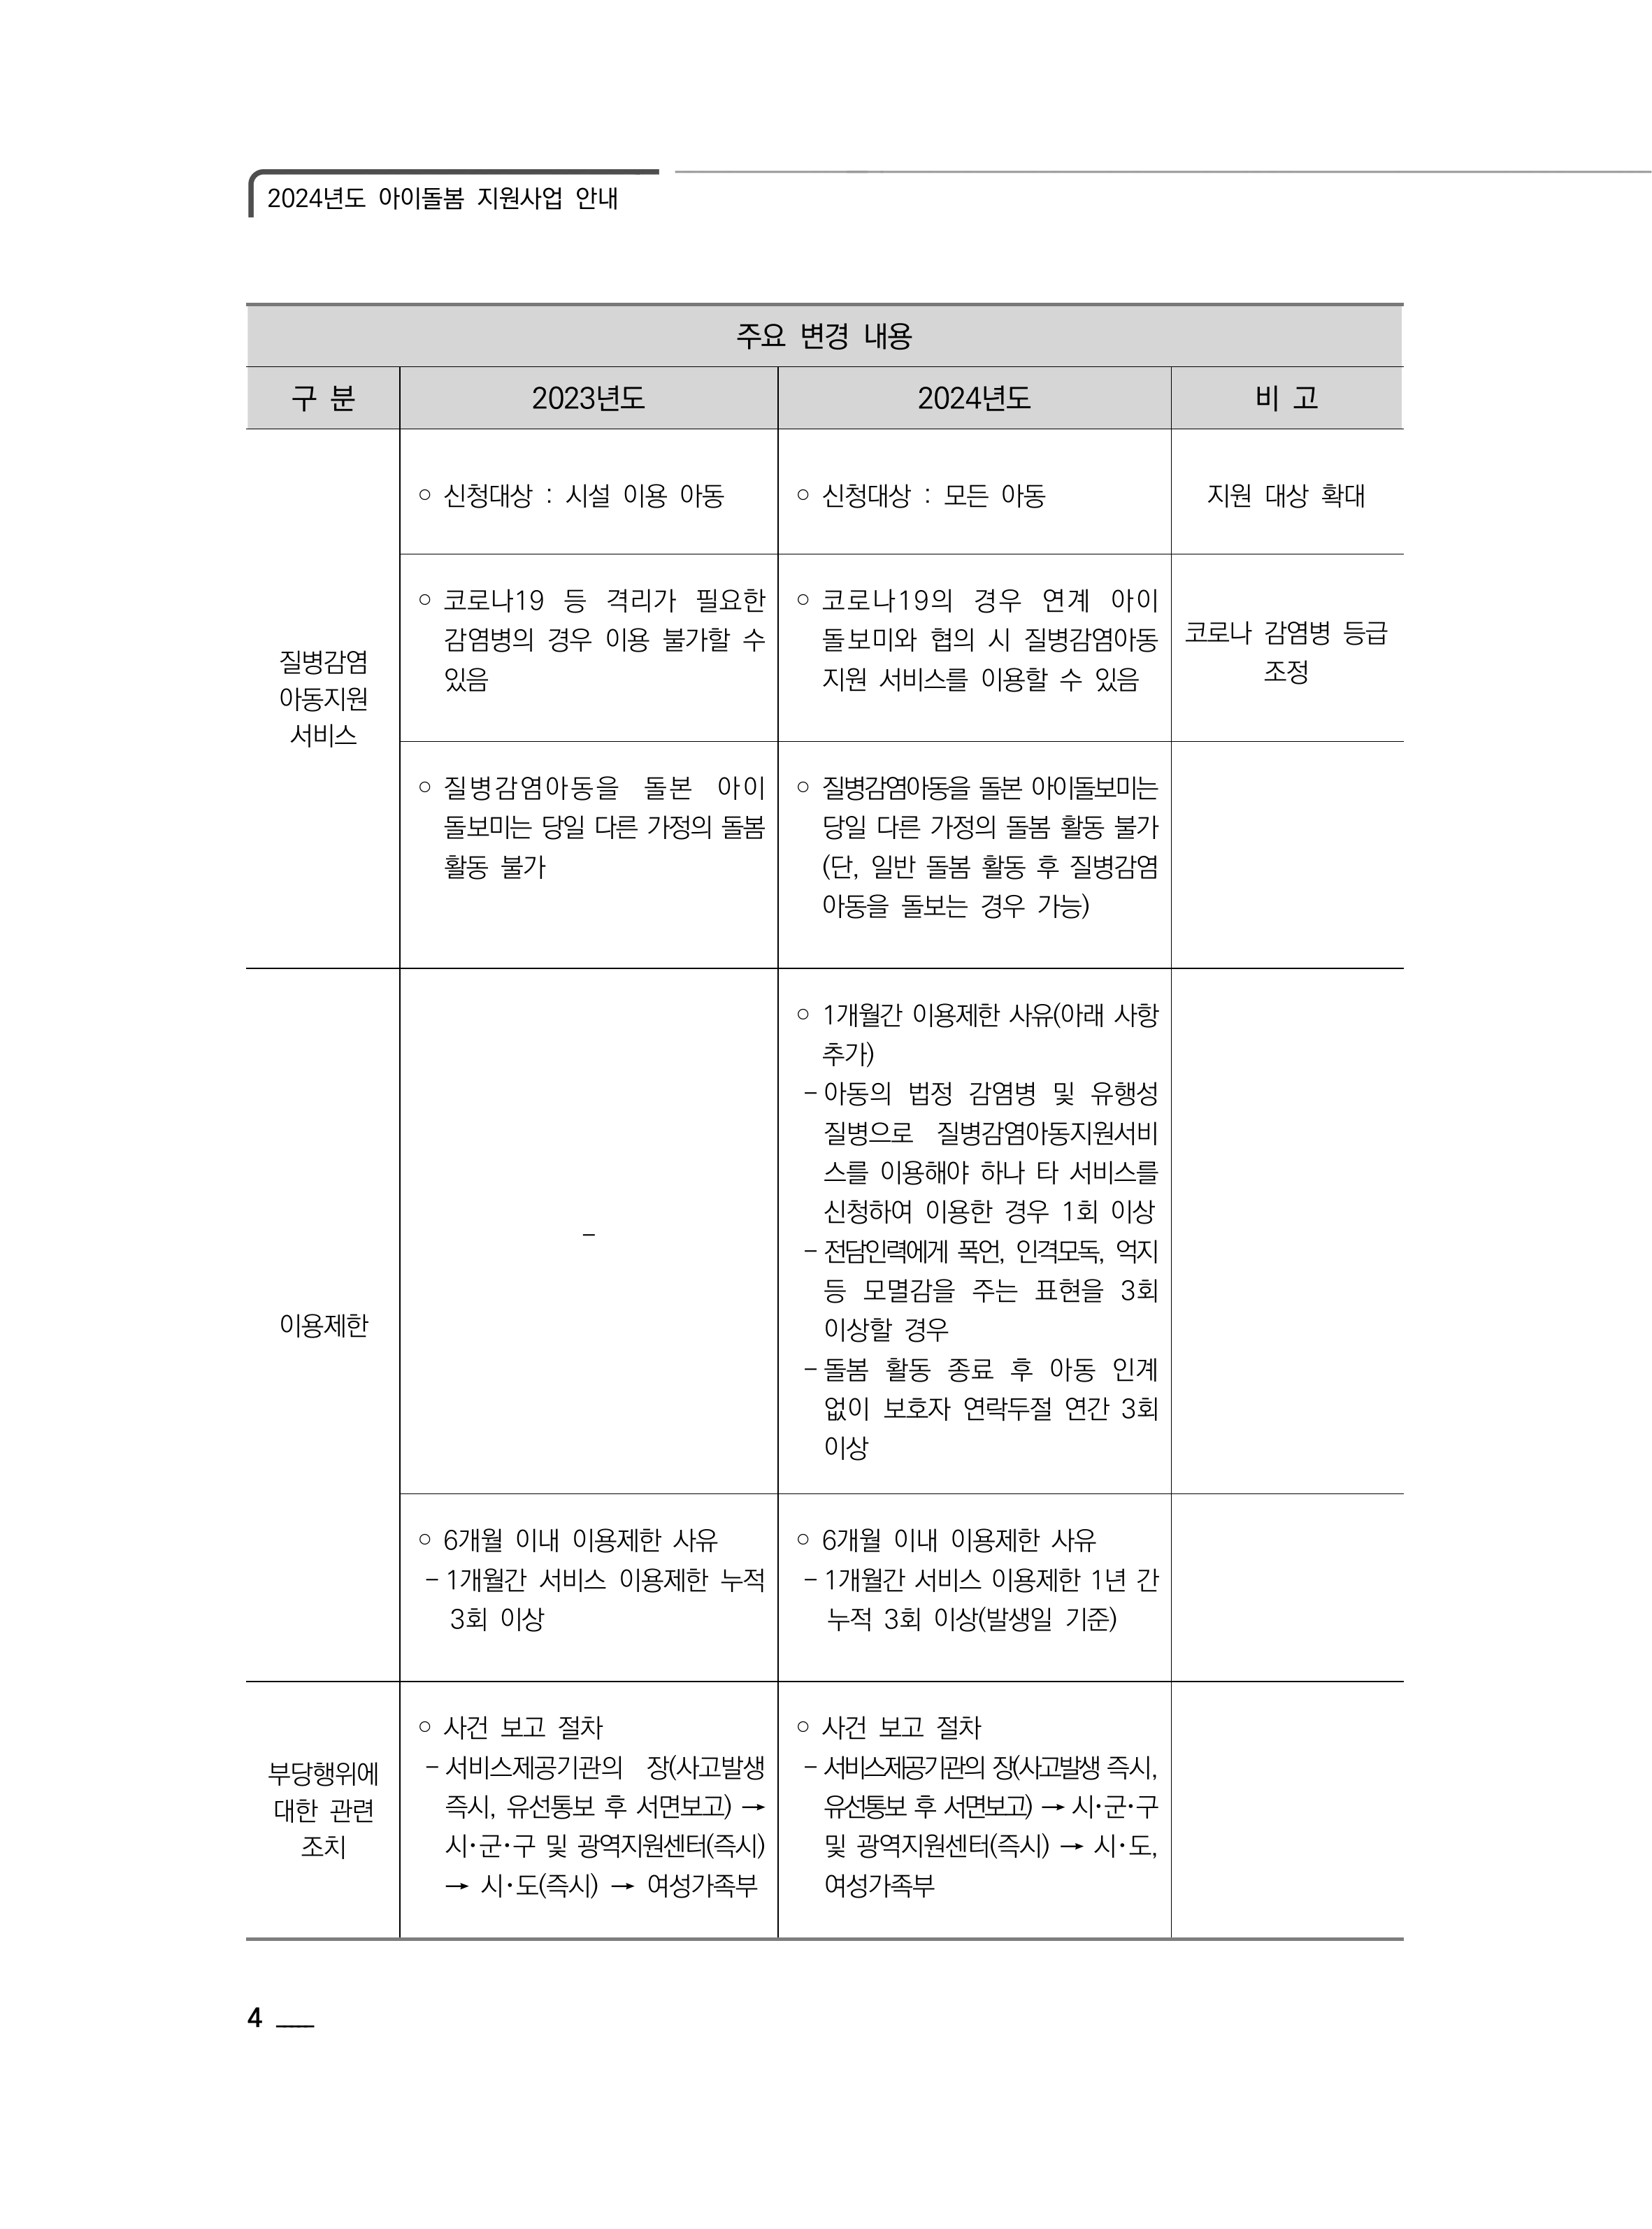 2024년도 아이돌봄 지원사업 안내
주요 변경 내용
구 분
2023년도
2024년도
비 고
질병감염
아동지원
서비스
○ 신청대상 : 시설 이용 아동
○ 신청대상 : 모든 아동
지원 대상 확대
○ 코로나19 등 격리가 필요한
감염병의 경우 이용 불가할 수
있음
○ 코로나19의 경우 연계 아이
돌보미와 협의 시 질병감염아동
지원 서비스를 이용할 수 있음
코로나 감염병 등급
조정
○ 질병감염아동을 돌본 아이
돌보미는 당일 다른 가정의 돌봄
활동 불가
○ 질병감염아동을 돌본 아이돌보미는
당일 다른 가정의 돌봄 활동 불가
(단, 일반 돌봄 활동 후 질병감염
아동을 돌보는 경우 가능)
이용제한
–
○ 1개월간 이용제한 사유(아래 사항
추가)
– 아동의 법정 감염병 및 유행성
질병으로 질병감염아동지원서비
스를 이용해야 하나 타 서비스를
신청하여 이용한 경우 1회 이상
– 전담인력에게 폭언, 인격모독, 억지
등 모멸감을 주는 표현을 3회
이상할 경우
– 돌봄 활동 종료 후 아동 인계
없이 보호자 연락두절 연간 3회
이상
○ 6개월 이내 이용제한 사유
– 1개월간 서비스 이용제한 누적
3회 이상
○ 6개월 이내 이용제한 사유
– 1개월간 서비스 이용제한 1년 간
누적 3회 이상(발생일 기준)
부당행위에
대한 관련
조치
○ 사건 보고 절차
– 서비스제공기관의 장(사고발생
즉시, 유선통보 후 서면보고) →
시·군·구 및 광역지원센터(즉시)
→ 시·도(즉시) → 여성가족부
○ 사건 보고 절차
– 서비스제공기관의 장(사고발생 즉시,
유선통보 후 서면보고) → 시·군·구
및 광역지원센터(즉시) → 시·도,
여성가족부
4